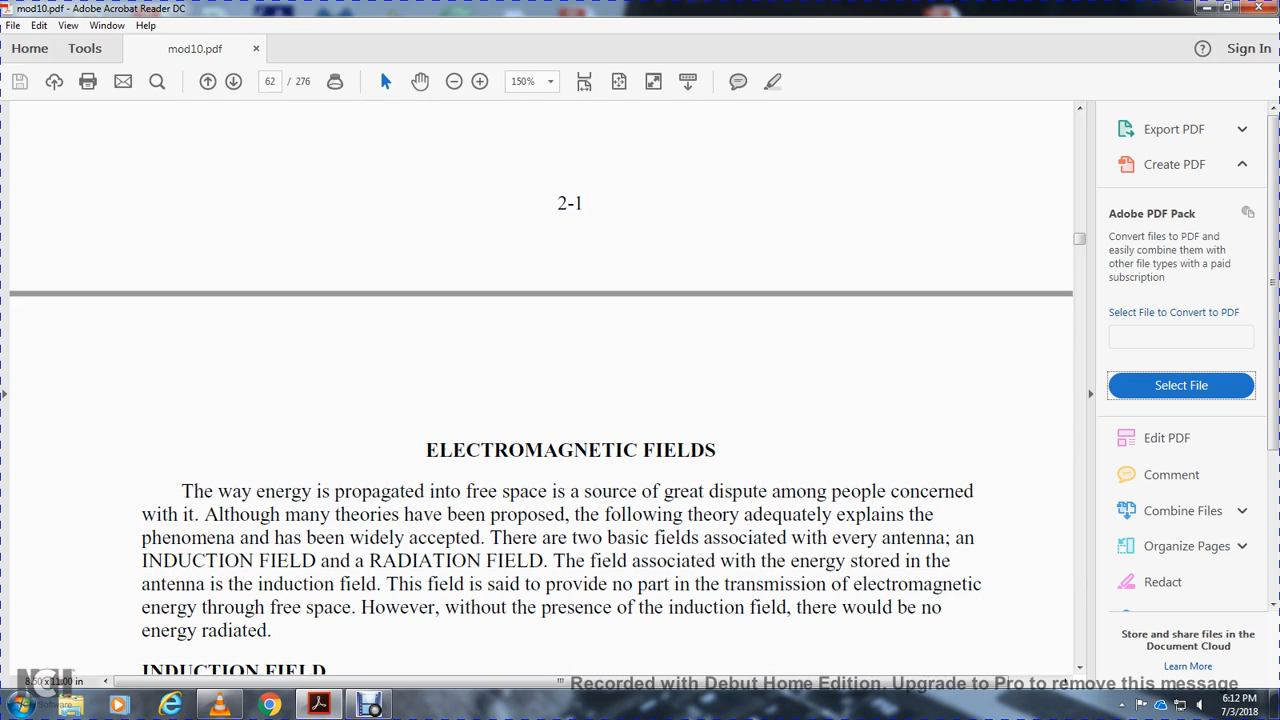 mod10.pdf - Adobe Acrobat Reader DC
File Edit View Window Help
Home Tools mod10.pdf × Sign In
62 / 276 150%
2-1
ELECTROMAGNETIC FIELDS
The way energy is propagated into free space is a source of great dispute among people concerned
with it. Although many theories have been proposed, the following theory adequately explains the
phenomena and has been widely accepted. There are two basic fields associated with every antenna; an
INDUCTION FIELD and a RADIATION FIELD. The field associated with the energy stored in the
antenna is the induction field. This field is said to provide no part in the transmission of electromagnetic
energy through free space. However, without the presence of the induction field, there would be no
energy radiated.
INDUCTION FIELD
8.50 x 11.00 in
Export PDF
Create PDF
Adobe PDF Pack
Convert files to PDF and
easily combine them with
other file types with a paid
subscription
Select File to Convert to PDF
Select File
Edit PDF
Comment
Combine Files
Organize Pages
Redact
Store and share files in the
Document Cloud
Learn More
NCH
Software
Recorded with Debut Home Edition. Upgrade to Pro to remove this message
6:12 PM
7/3/2018